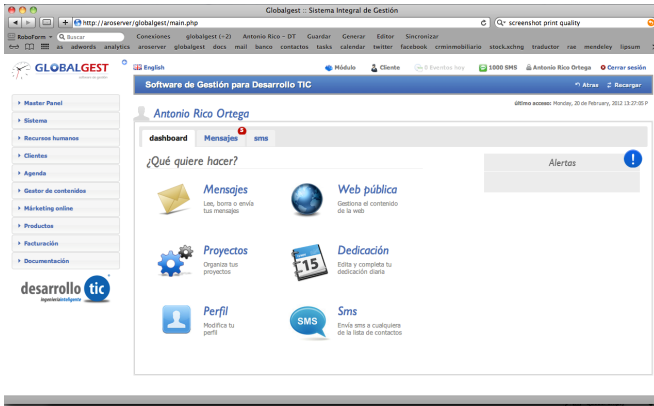 Globalgest :: Sistema Integral de Gestión
http://aroserver/globalgest/main.php
screenshot print quality
RoboForm
Buscar
Conexiones globalgest (~2) Antonio Rico - DT Guardar Generar Editor Sincronizar
as adwords analytics aroserver globalgest docs mail banco contactos tasks calendar twitter facebook crminmobiliario stock.xchng traductor rae mendeley lipsum
GLOBALGEST
English
Módulo
Cliente
0 Eventos hoy
1000 SMS
Antonio Rico Ortega
Cerrar sesión
Software de Gestión para Desarrollo TIC
Atras
Recargar
último acceso: Monday, 20 de February, 2012 13:27:05 P
Master Panel
Sistema
Recursos humanos
Clientes
Agenda
Gestor de contenidos
Márketing online
Productos
Facturación
Documentación
desarrollo tic
ingenieríainteligente
Antonio Rico Ortega
dashboard
Mensajes
5
sms
¿Qué quiere hacer?
Mensajes
Lee, borra o envía
tus mensajes
Web pública
Gestiona el contenido
de la web
Proyectos
Organiza tus
proyectos
15
Dedicación
Edita y completa tu
dedicación diaria
Perfil
Modifica tu
perfil
SMS
Sms
Envía sms a cualquiera
de la lista de contactos
Alertas
!